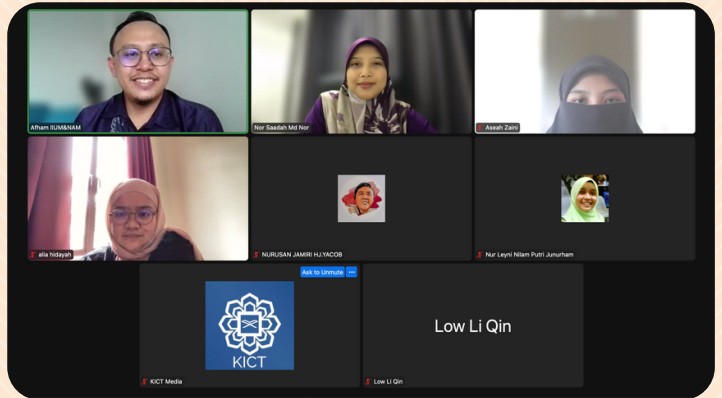 Afham IIUM&NAM
Nor Saadah Md Nor
Aseah Zaini
alia hidayah
NURUSAN JAMIRI HJ.YACOB
Nur Leyni Nilam Putri Junurham
Ask to Unmute
KICT
KICT Media
Low Li Qin
Low Li Qin